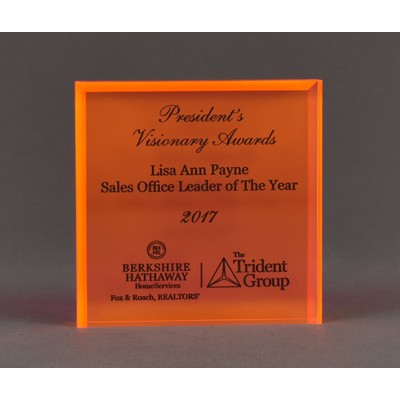 President's
Visionary Awards
Lisa Ann Payne
Sales Office Leader of The Year
2017
BERKSHIRE
HATHAWAY
HomeServices
Fox & Roach, REALTORS®
The
Trident
Group